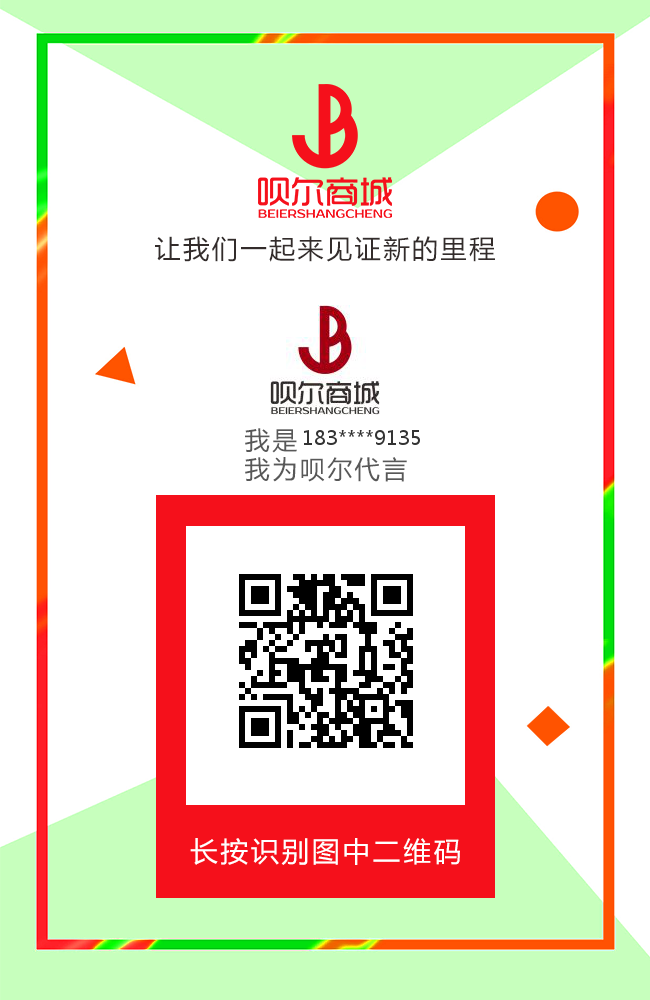 呗尔商城
BEIERSHANGCHENG
让我们一起来见证新的里程
呗尔商城
BEIERSHANGCHENG
我是 183****9135
我为呗尔代言
长按识别图中二维码